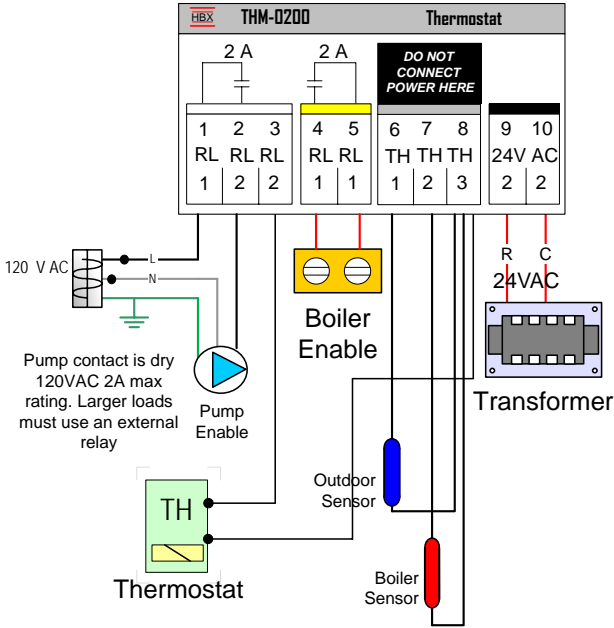 HBX THM-0200 Thermostat
2 A 2 A
DO NOT
CONNECT
POWER HERE
1 2 3 4 5 6 7 8 9 10
RL RL RL RL RL TH TH TH 24V AC
1 2 2 1 1 1 2 3 2 2
120 V AC
L
N
R C
24VAC
Boiler
Enable
Transformer
Pump contact is dry
120VAC 2A max
rating. Larger loads
must use an external
relay
Pump
Enable
Outdoor
Sensor
TH
Thermostat
Boiler
Sensor